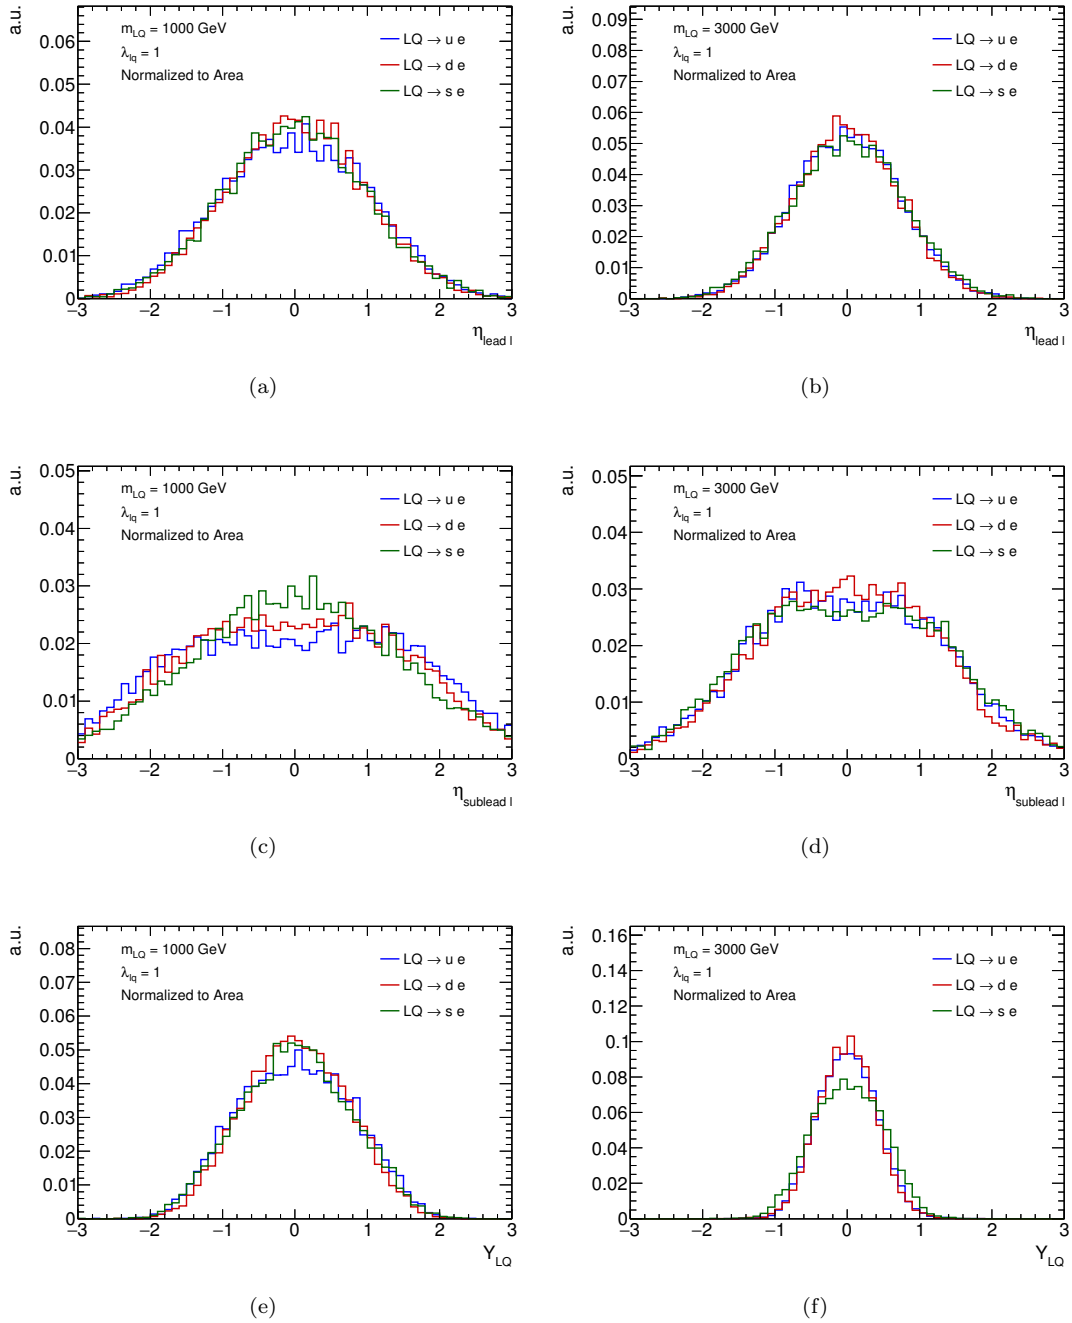 a.u.
m_LQ = 1000 GeV
λ_lq = 1
Normalized to Area
LQ → u e
LQ → d e
LQ → s e
0.06
0.05
0.04
0.03
0.02
0.01
0
−3 −2 −1 0 1 2 3
η_lead l
(a)
a.u.
m_LQ = 3000 GeV
λ_lq = 1
Normalized to Area
LQ → u e
LQ → d e
LQ → s e
0.09
0.08
0.07
0.06
0.05
0.04
0.03
0.02
0.01
0
−3 −2 −1 0 1 2 3
η_lead l
(b)
a.u.
m_LQ = 1000 GeV
λ_lq = 1
Normalized to Area
LQ → u e
LQ → d e
LQ → s e
0.05
0.04
0.03
0.02
0.01
0
−3 −2 −1 0 1 2 3
η_sublead l
(c)
a.u.
m_LQ = 3000 GeV
λ_lq = 1
Normalized to Area
LQ → u e
LQ → d e
LQ → s e
0.05
0.04
0.03
0.02
0.01
0
−3 −2 −1 0 1 2 3
η_sublead l
(d)
a.u.
m_LQ = 1000 GeV
λ_lq = 1
Normalized to Area
LQ → u e
LQ → d e
LQ → s e
0.08
0.07
0.06
0.05
0.04
0.03
0.02
0.01
0
−3 −2 −1 0 1 2 3
Y_LQ
(e)
a.u.
m_LQ = 3000 GeV
λ_lq = 1
Normalized to Area
LQ → u e
LQ → d e
LQ → s e
0.16
0.14
0.12
0.1
0.08
0.06
0.04
0.02
0
−3 −2 −1 0 1 2 3
Y_LQ
(f)